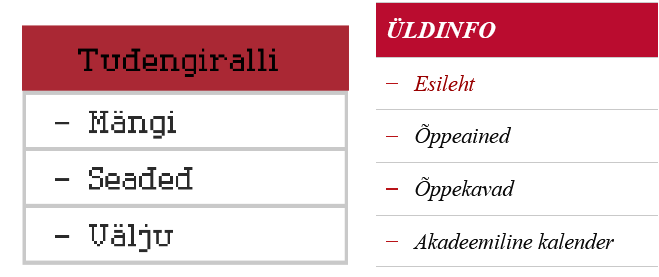 Tudengiralli
– Mängi
– Seaded
– Välju
ÜLDINFO
– Esileht
– Õppeained
– Õppekavad
– Akadeemiline kalender